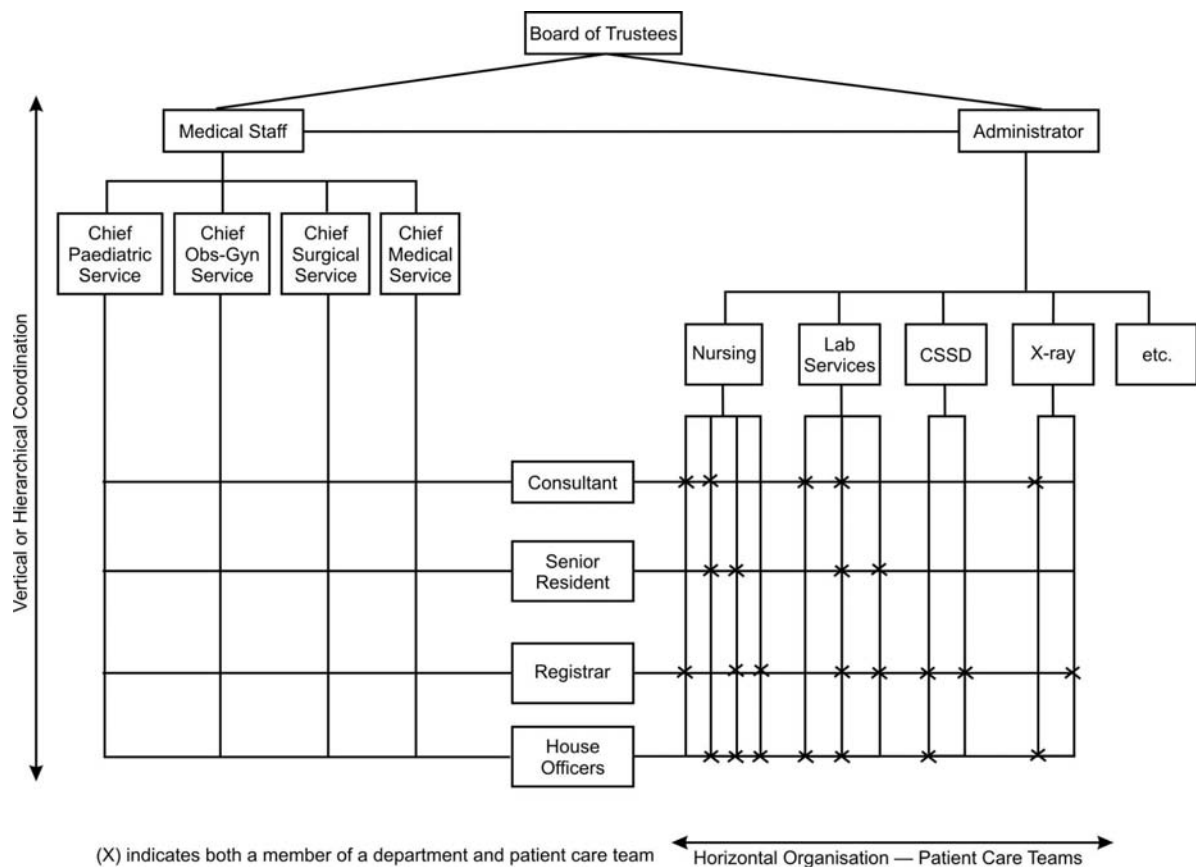 Board of Trustees
Medical Staff
Administrator
Chief
Paediatric
Service
Chief
Obs-Gyn
Service
Chief
Surgical
Service
Chief
Medical
Service
Vertical or Hierarchical Coordination
Nursing
Lab
Services
CSSD
X-ray
etc.
Consultant
Senior
Resident
Registrar
House
Officers
(X) indicates both a member of a department and patient care team
Horizontal Organisation — Patient Care Teams